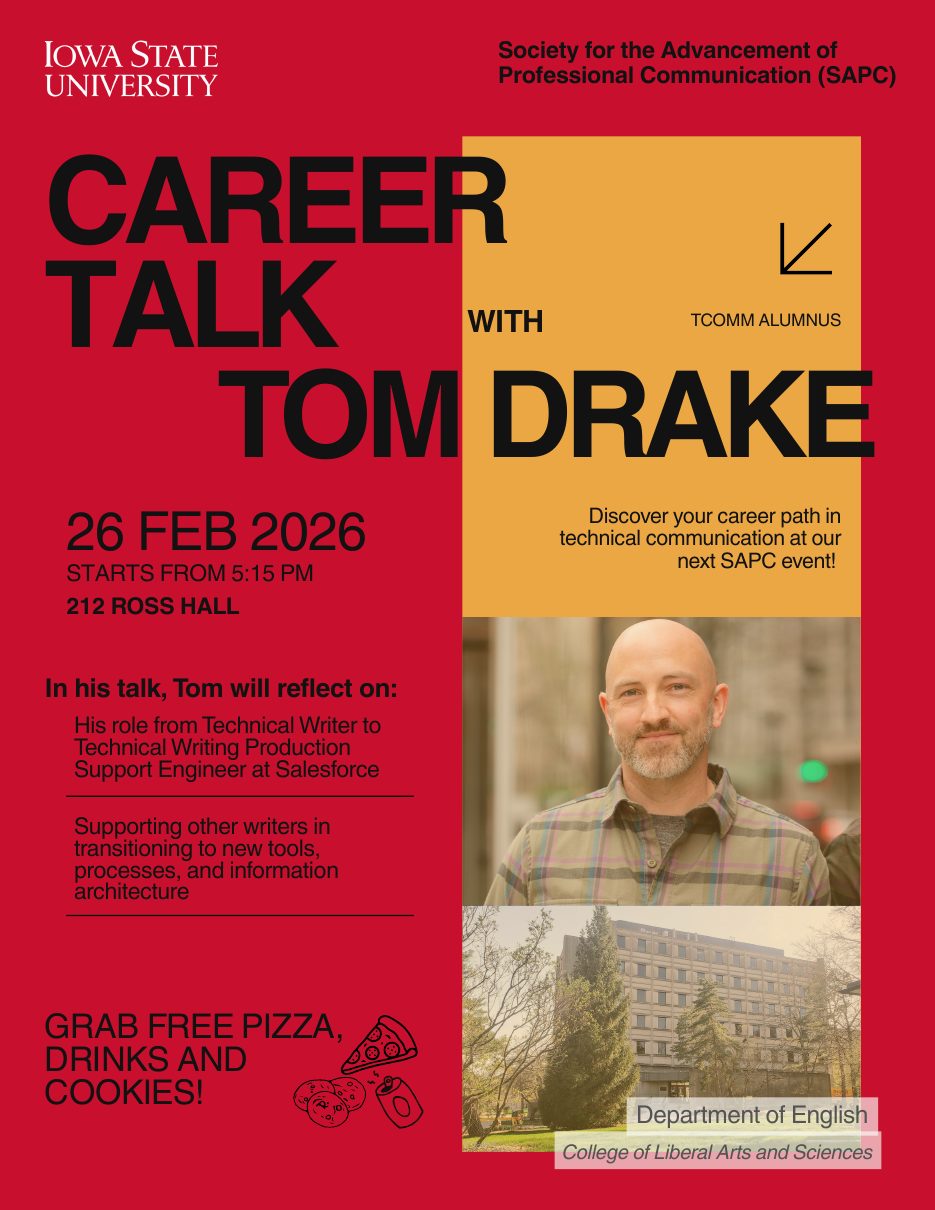 IOWA STATE
UNIVERSITY
Society for the Advancement of
Professional Communication (SAPC)
CAREER
TALK
WITH
TCOMM ALUMNUS
TOM DRAKE
26 FEB 2026
STARTS FROM 5:15 PM
212 ROSS HALL
Discover your career path in
technical communication at our
next SAPC event!
In his talk, Tom will reflect on:
His role from Technical Writer to
Technical Writing Production
Support Engineer at Salesforce
Supporting other writers in
transitioning to new tools,
processes, and information
architecture
GRAB FREE PIZZA,
DRINKS AND
COOKIES!
Department of English
College of Liberal Arts and Sciences